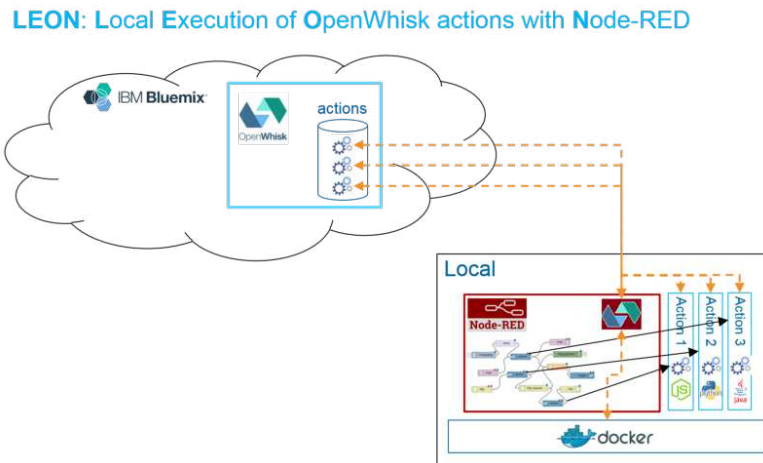 LEON: Local Execution of OpenWhisk actions with Node-RED
IBM Bluemix
OpenWhisk
actions
Local
Node-RED
Action 1
Action 2
Action 3
JS
python
java
docker